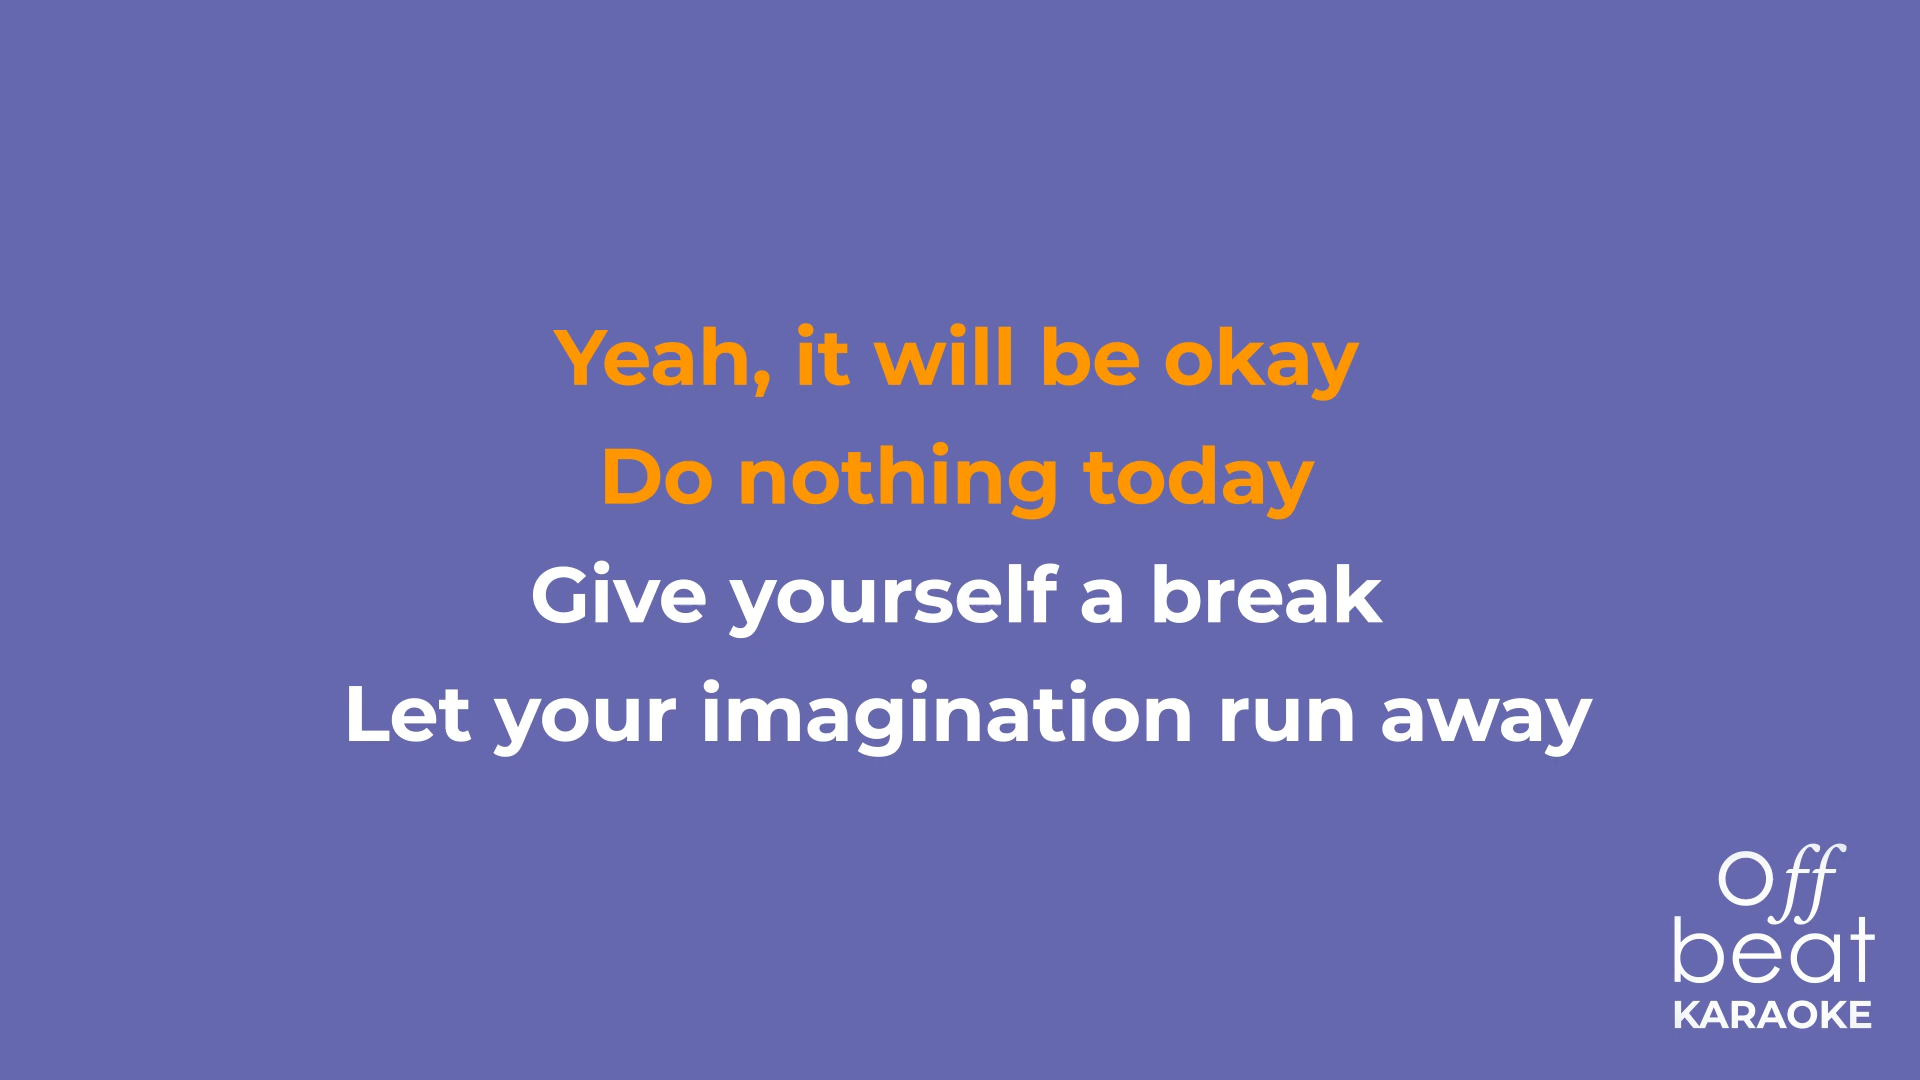 Yeah, it will be okay
Do nothing today
Give yourself a break
Let your imagination run away
off
beat
KARAOKE